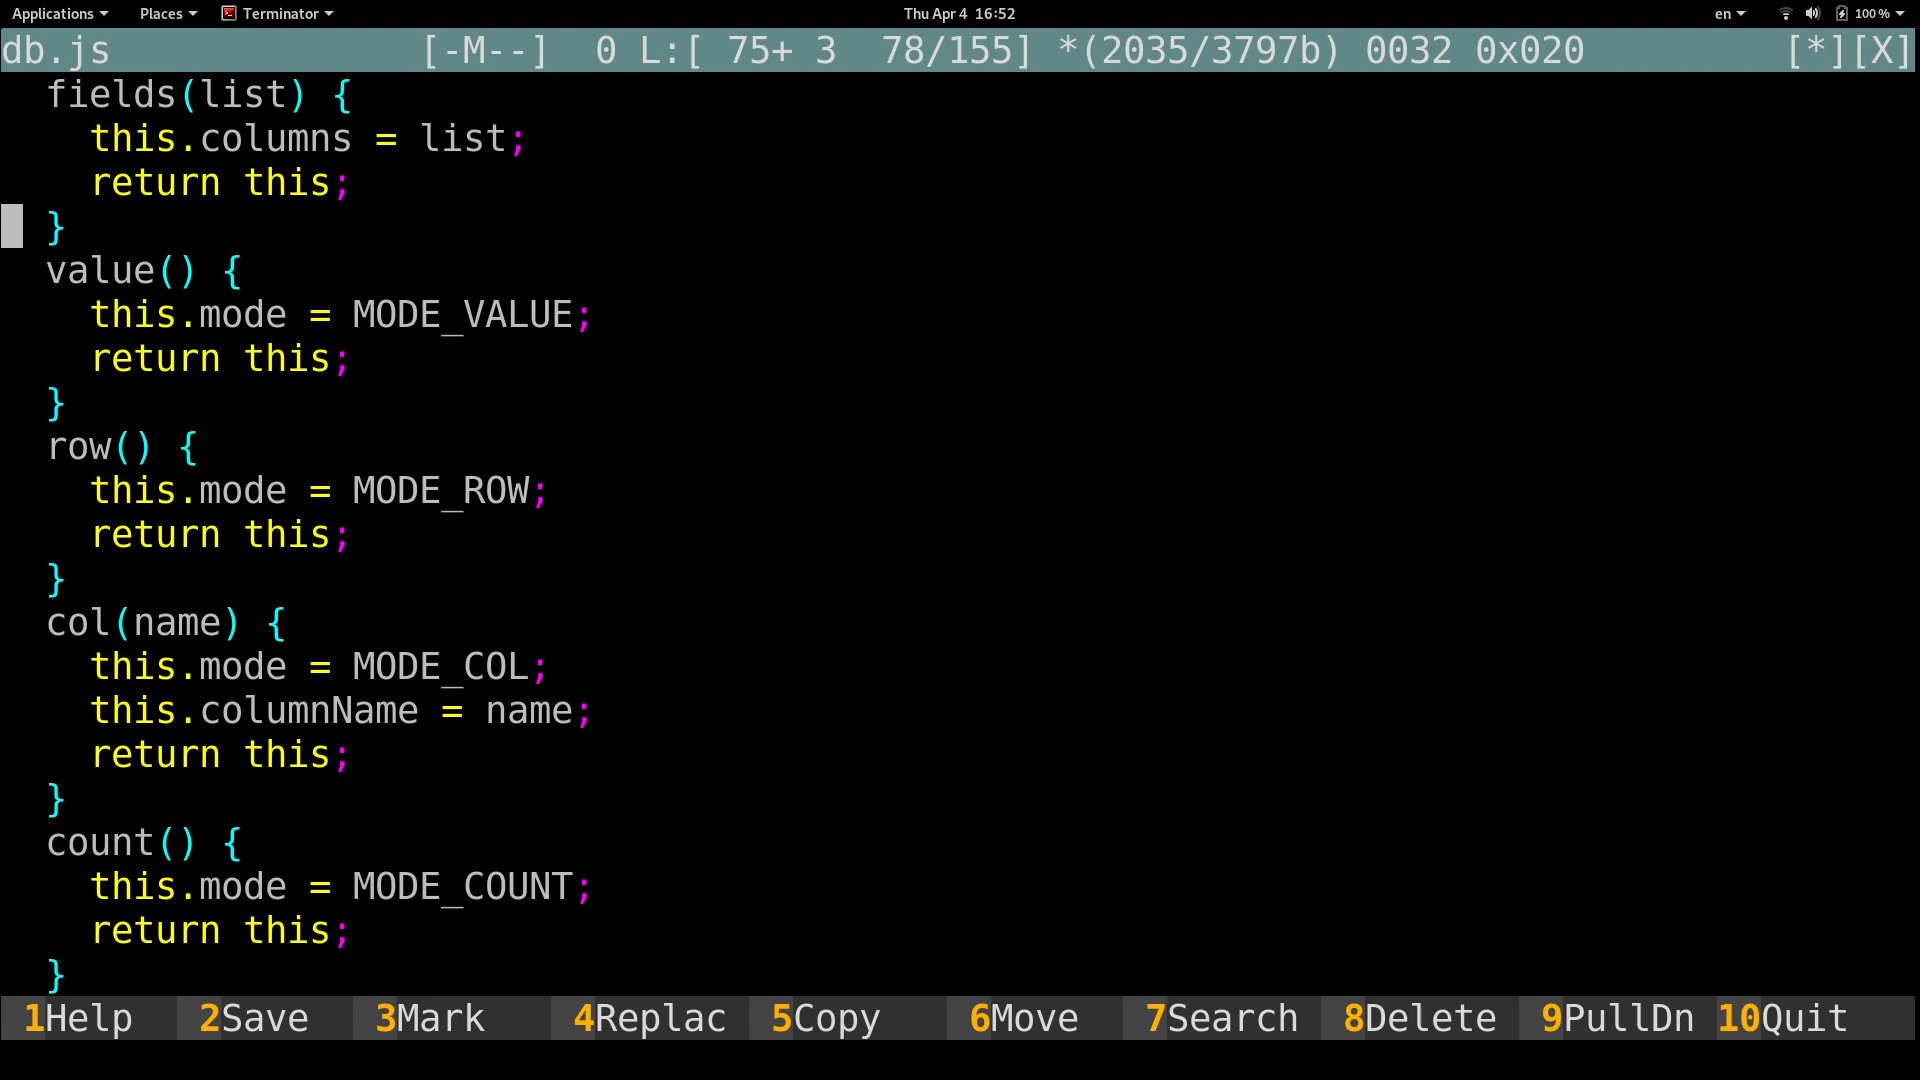 Applications Places Terminator Thu Apr 4 16:52 en 100 %
db.js [-M--] 0 L:[ 75+ 3 78/155] *(2035/3797b) 0032 0x020 [*][X]
fields(list) {
this.columns = list;
return this;
}
value() {
this.mode = MODE_VALUE;
return this;
}
row() {
this.mode = MODE_ROW;
return this;
}
col(name) {
this.mode = MODE_COL;
this.columnName = name;
return this;
}
count() {
this.mode = MODE_COUNT;
return this;
}
1Help 2Save 3Mark 4Replac 5Copy 6Move 7Search 8Delete 9PullDn 10Quit